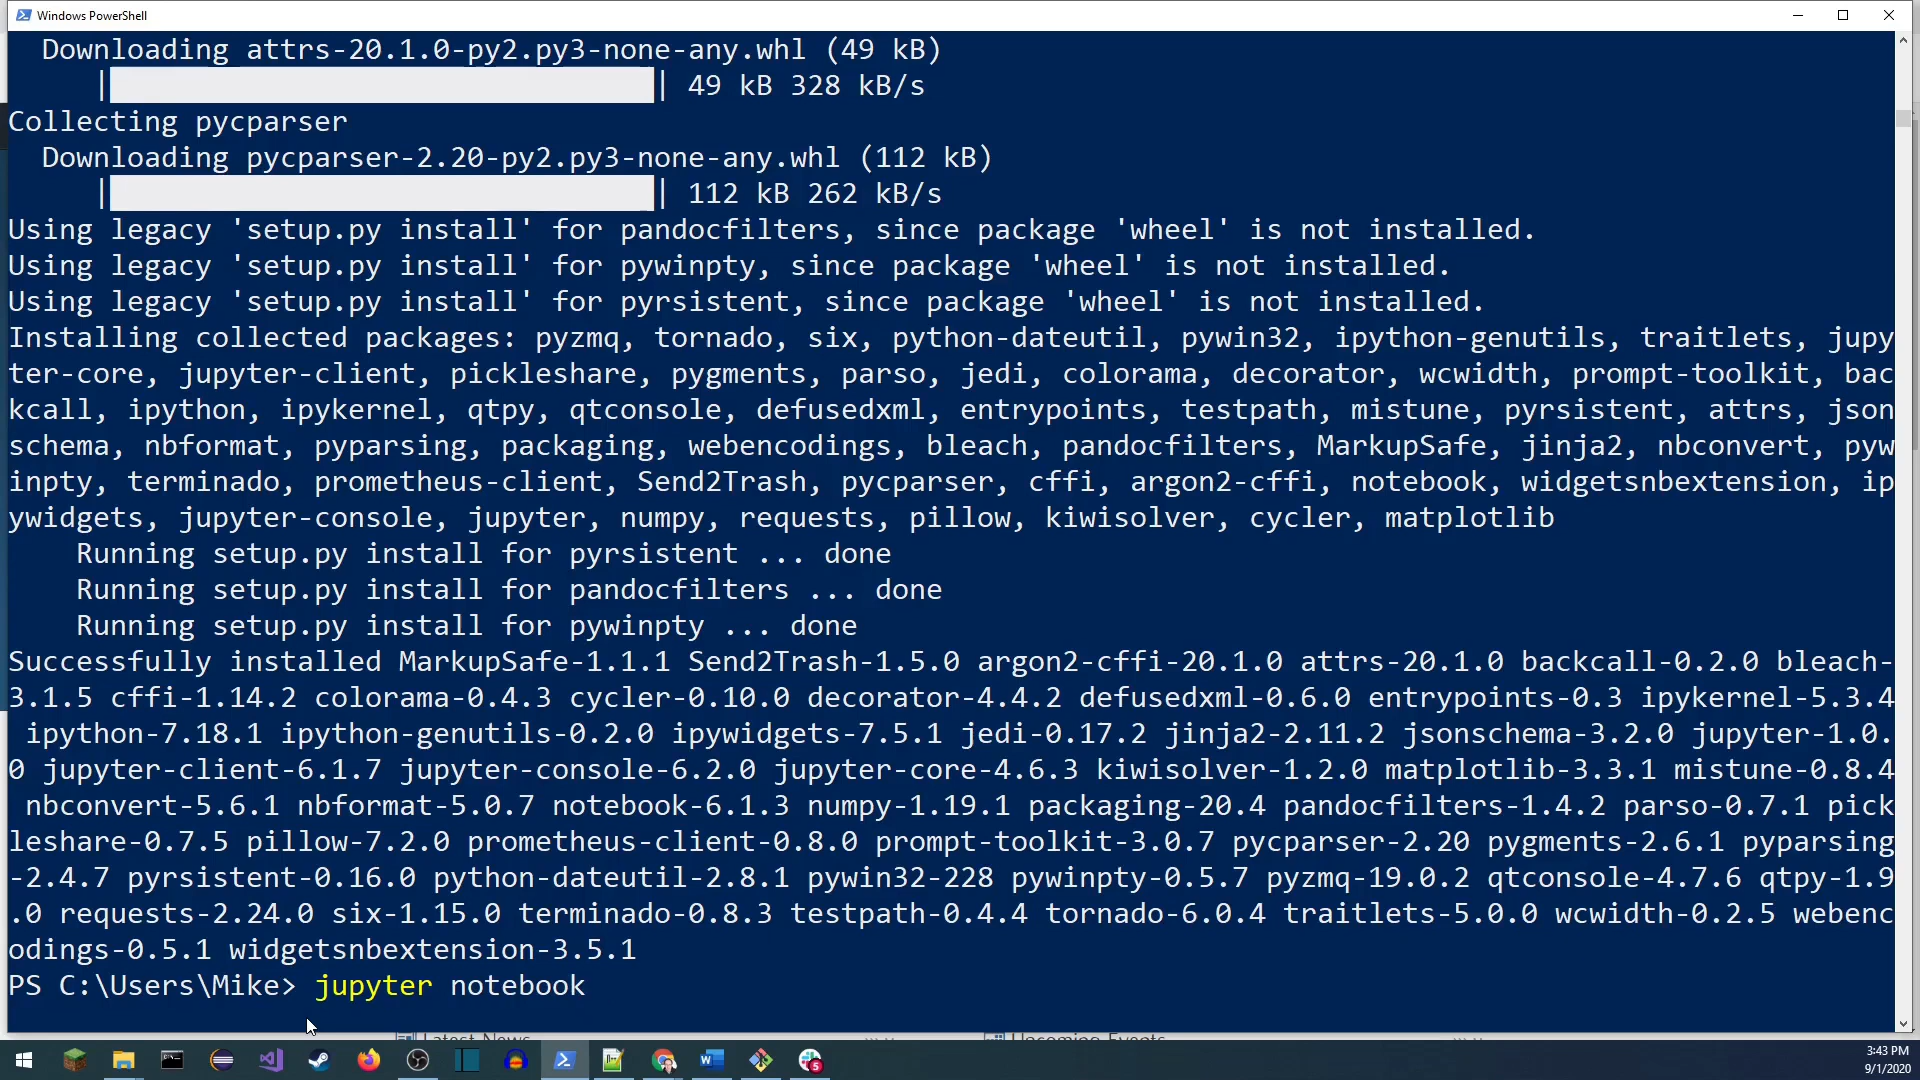 Windows PowerShell
Downloading attrs-20.1.0-py2.py3-none-any.whl (49 kB)
| | 49 kB 328 kB/s
Collecting pycparser
Downloading pycparser-2.20-py2.py3-none-any.whl (112 kB)
| | 112 kB 262 kB/s
Using legacy 'setup.py install' for pandocfilters, since package 'wheel' is not installed.
Using legacy 'setup.py install' for pywinpty, since package 'wheel' is not installed.
Using legacy 'setup.py install' for pyrsistent, since package 'wheel' is not installed.
Installing collected packages: pyzmq, tornado, six, python-dateutil, pywin32, ipython-genutils, traitlets, jupy
ter-core, jupyter-client, pickleshare, pygments, parso, jedi, colorama, decorator, wcwidth, prompt-toolkit, bac
kcall, ipython, ipykernel, qtpy, qtconsole, defusedxml, entrypoints, testpath, mistune, pyrsistent, attrs, json
schema, nbformat, pyparsing, packaging, webencodings, bleach, pandocfilters, MarkupSafe, jinja2, nbconvert, pyw
inpty, terminado, prometheus-client, Send2Trash, pycparser, cffi, argon2-cffi, notebook, widgetsnbextension, ip
ywidgets, jupyter-console, jupyter, numpy, requests, pillow, kiwisolver, cycler, matplotlib
Running setup.py install for pyrsistent ... done
Running setup.py install for pandocfilters ... done
Running setup.py install for pywinpty ... done
Successfully installed MarkupSafe-1.1.1 Send2Trash-1.5.0 argon2-cffi-20.1.0 attrs-20.1.0 backcall-0.2.0 bleach-
3.1.5 cffi-1.14.2 colorama-0.4.3 cycler-0.10.0 decorator-4.4.2 defusedxml-0.6.0 entrypoints-0.3 ipykernel-5.3.4
ipython-7.18.1 ipython-genutils-0.2.0 ipywidgets-7.5.1 jedi-0.17.2 jinja2-2.11.2 jsonschema-3.2.0 jupyter-1.0.
0 jupyter-client-6.1.7 jupyter-console-6.2.0 jupyter-core-4.6.3 kiwisolver-1.2.0 matplotlib-3.3.1 mistune-0.8.4
nbconvert-5.6.1 nbformat-5.0.7 notebook-6.1.3 numpy-1.19.1 packaging-20.4 pandocfilters-1.4.2 parso-0.7.1 pick
leshare-0.7.5 pillow-7.2.0 prometheus-client-0.8.0 prompt-toolkit-3.0.7 pycparser-2.20 pygments-2.6.1 pyparsing
-2.4.7 pyrsistent-0.16.0 python-dateutil-2.8.1 pywin32-228 pywinpty-0.5.7 pyzmq-19.0.2 qtconsole-4.7.6 qtpy-1.9
.0 requests-2.24.0 six-1.15.0 terminado-0.8.3 testpath-0.4.4 tornado-6.0.4 traitlets-5.0.0 wcwidth-0.2.5 webenc
odings-0.5.1 widgetsnbextension-3.5.1
PS C:\Users\Mike> jupyter notebook
Latest News
Upcoming Events
3:43 PM
9/1/2020
5